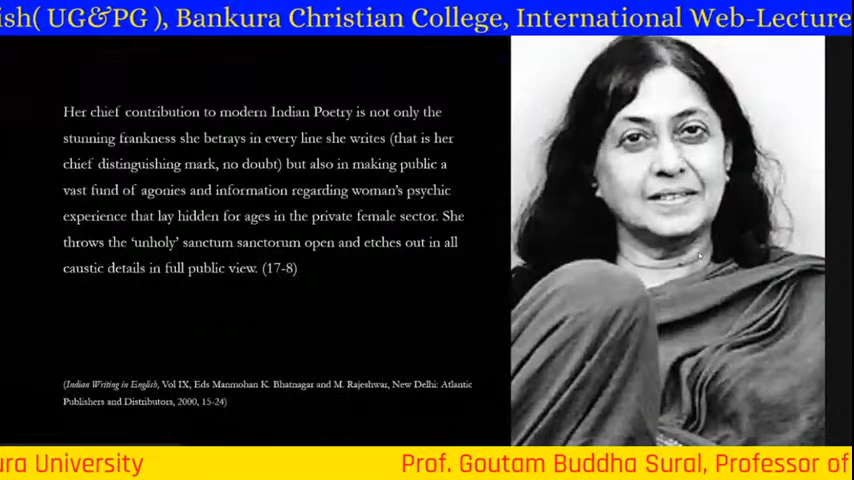 ish( UG&PG ), Bankura Christian College, International Web-Lecture
Her chief contribution to modern Indian Poetry is not only the
stunning frankness she betrays in every line she writes (that is her
chief distinguishing mark, no doubt) but also in making public a
vast fund of agonies and information regarding woman's psychic
experience that lay hidden for ages in the private female sector. She
throws the 'unholy' sanctum sanctorum open and etches out in all
caustic details in full public view. (17-8)
(Indian Writing in English, Vol IX, Eds Manmohan K. Bhatnagar and M. Rajeshwar, New Delhi: Atlantic
Publishers and Distributors, 2000, 15-24)
ura University Prof. Goutam Buddha Sural, Professor of